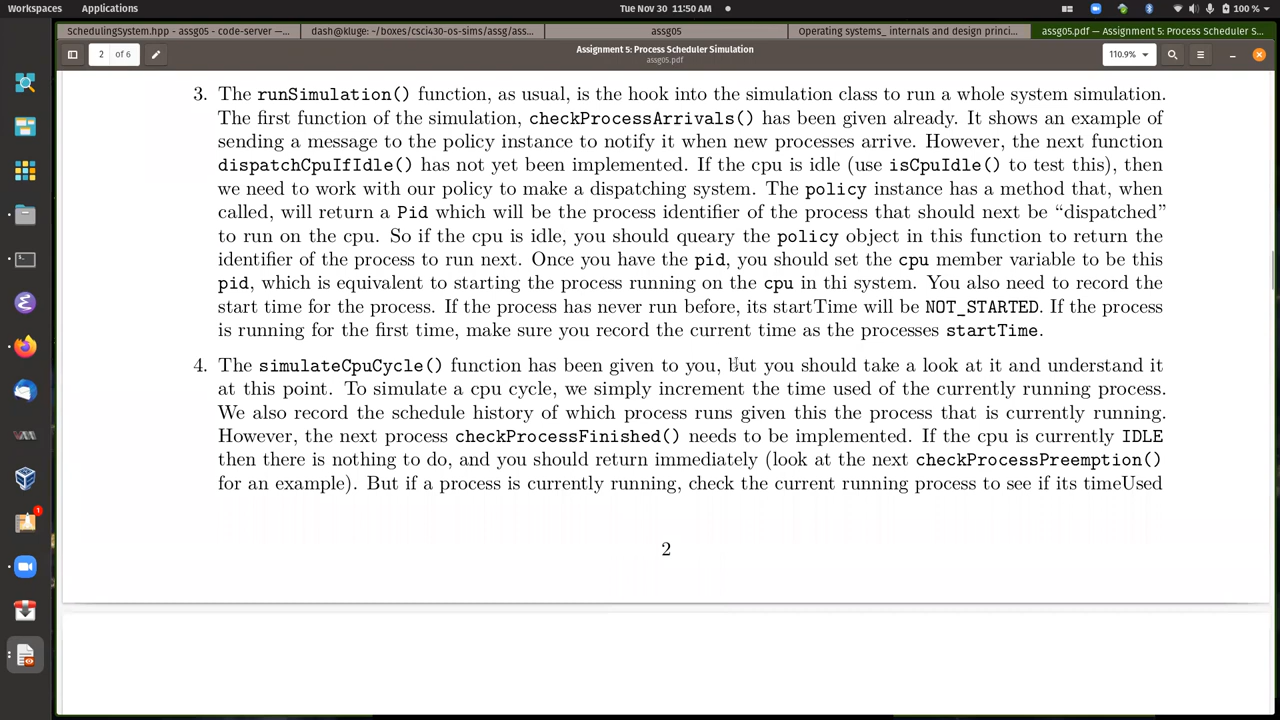 Workspaces Applications Tue Nov 30 11:50 AM 100 %
SchedulingSystem.hpp - assg05 - code-server —... dash@kluge: ~/boxes/csci430-os-sims/assg/ass... assg05 Operating systems_ internals and design princi... assg05.pdf — Assignment 5: Process Scheduler S...
2 of 6 Assignment 5: Process Scheduler Simulation 110.9%
assg05.pdf
3. The runSimulation() function, as usual, is the hook into the simulation class to run a whole system simulation.
The first function of the simulation, checkProcessArrivals() has been given already. It shows an example of
sending a message to the policy instance to notify it when new processes arrive. However, the next function
dispatchCpuIfIdle() has not yet been implemented. If the cpu is idle (use isCpuIdle() to test this), then
we need to work with our policy to make a dispatching system. The policy instance has a method that, when
called, will return a Pid which will be the process identifier of the process that should next be “dispatched”
to run on the cpu. So if the cpu is idle, you should queary the policy object in this function to return the
identifier of the process to run next. Once you have the pid, you should set the cpu member variable to be this
pid, which is equivalent to starting the process running on the cpu in thi system. You also need to record the
start time for the process. If the process has never run before, its startTime will be NOT_STARTED. If the process
is running for the first time, make sure you record the current time as the processes startTime.
4. The simulateCpuCycle() function has been given to you, but you should take a look at it and understand it
at this point. To simulate a cpu cycle, we simply increment the time used of the currently running process.
We also record the schedule history of which process runs given this the process that is currently running.
However, the next process checkProcessFinished() needs to be implemented. If the cpu is currently IDLE
then there is nothing to do, and you should return immediately (look at the next checkProcessPreemption()
for an example). But if a process is currently running, check the current running process to see if its timeUsed
2
1